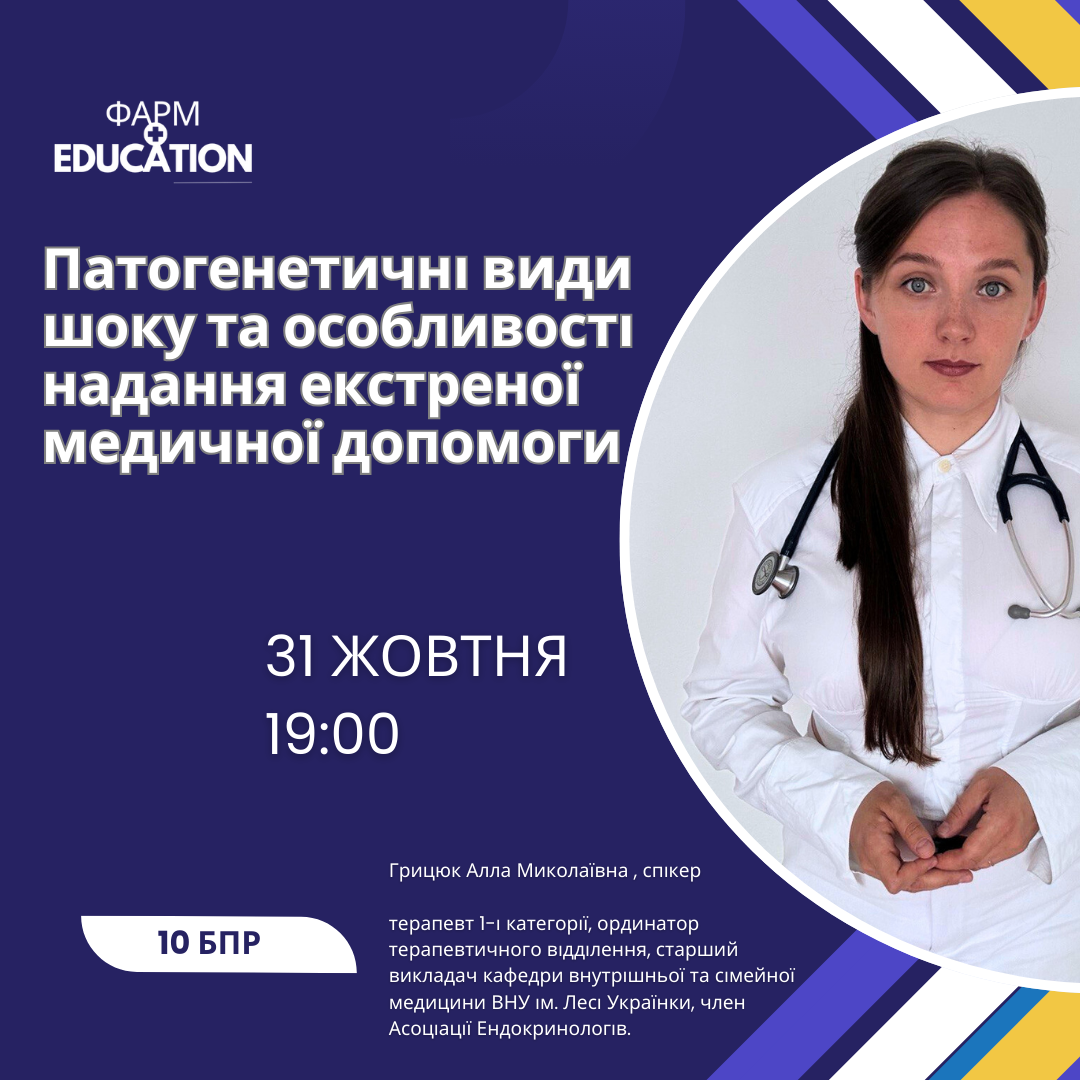 ФАРМ
EDUCATION
Патогенетичні види
шоку та особливості
надання екстреної
медичної допомоги
31 ЖОВТНЯ
19:00
Грицюк Алла Миколаївна , спікер
терапевт 1-ı категорії, ординатор
терапевтичного відділення, старший
викладач кафедри внутрішньої та сімейної
медицини ВНУ ім. Лесі Українки, член
Асоціації Ендокринологів.
10 БПР